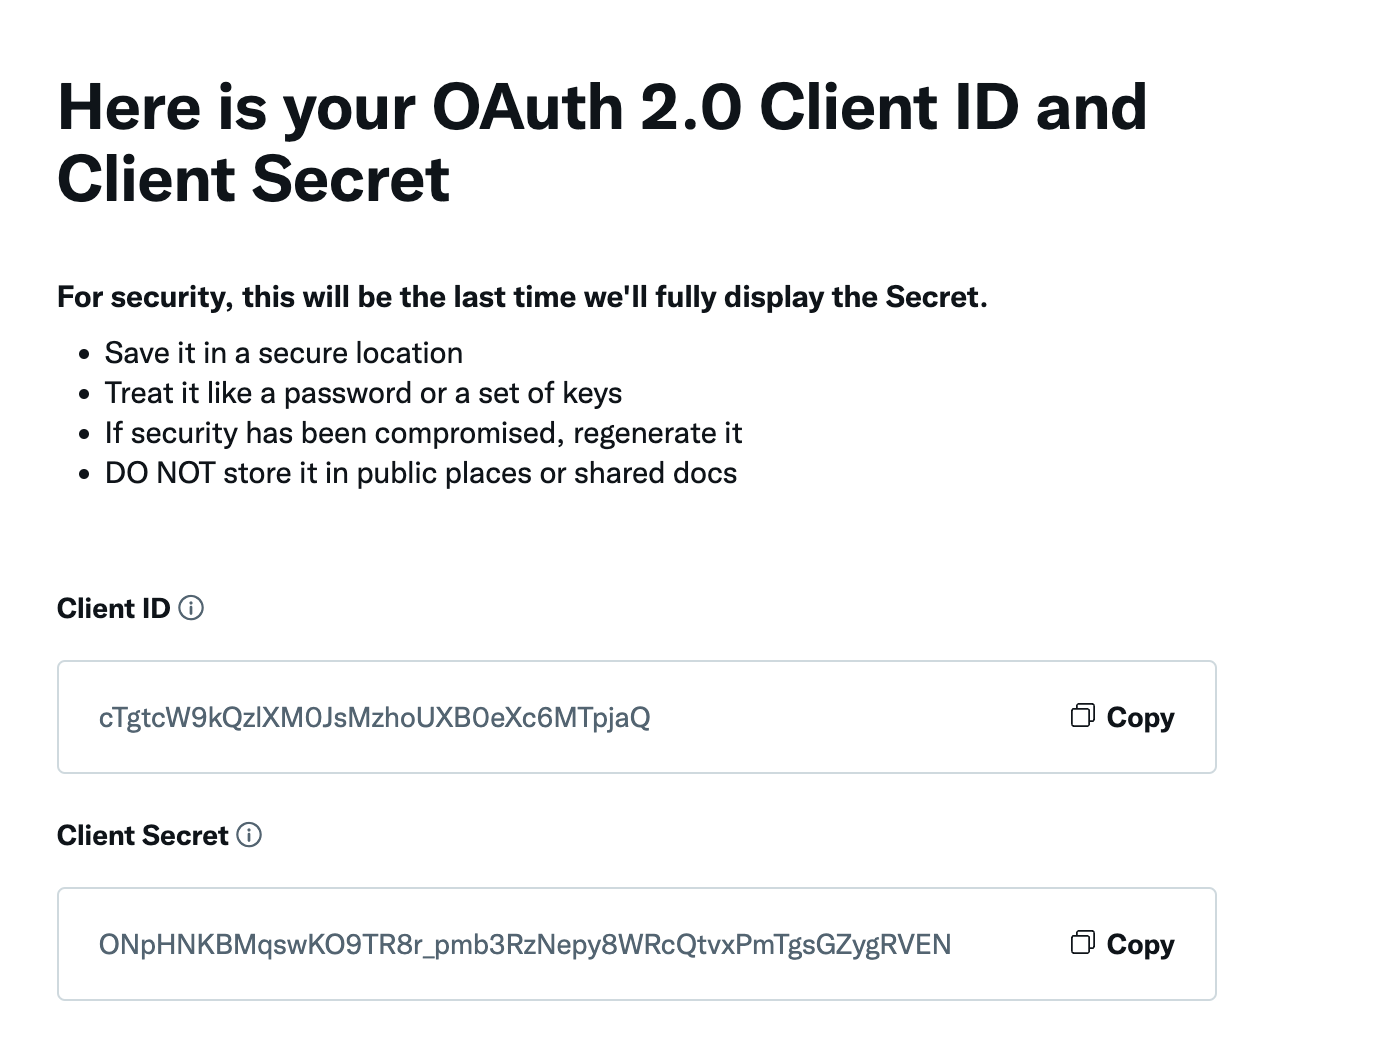 Here is your OAuth 2.0 Client ID and
Client Secret
For security, this will be the last time we'll fully display the Secret.
• Save it in a secure location
• Treat it like a password or a set of keys
• If security has been compromised, regenerate it
• DO NOT store it in public places or shared docs
Client ID
cTgtcW9kQzlXM0JsMzhoUXB0eXc6MTpjaQ
Copy
Client Secret
ONpHNKBMqswKO9TR8r_pmb3RzNepy8WRcQtvxPmTgsGZygRVEN
Copy